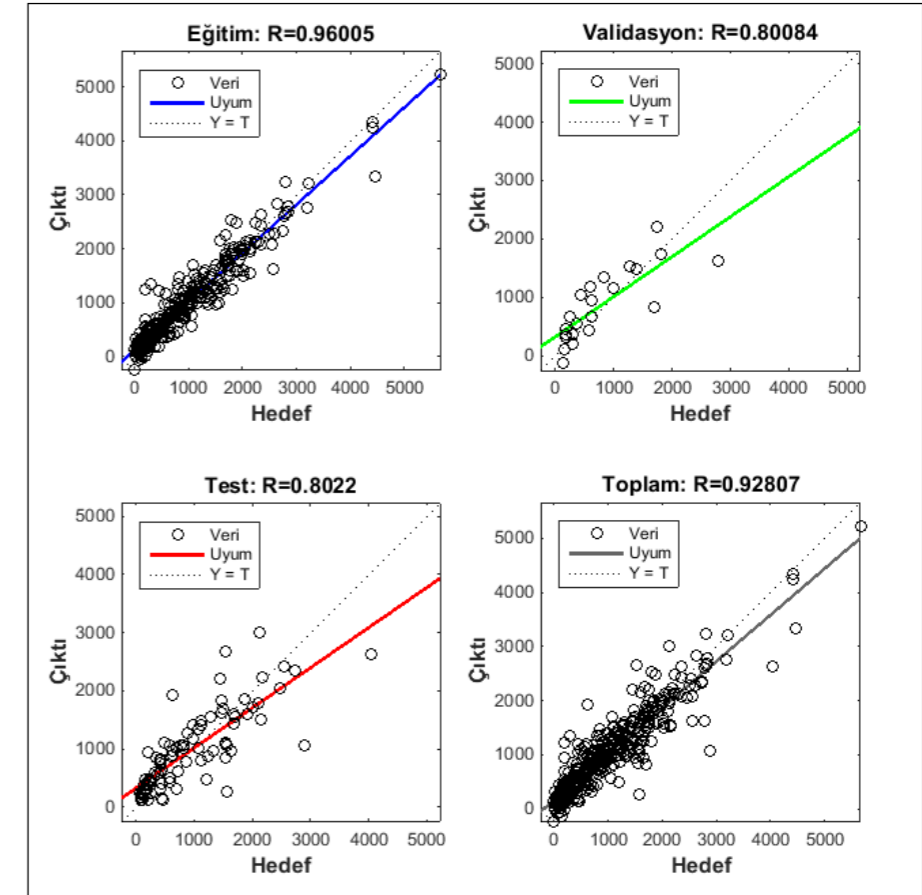 Eğitim: R=0.96005
Veri
Uyum
Y = T
5000
4000
3000
2000
1000
0
Çıktı
0 1000 2000 3000 4000 5000
Hedef
Validasyon: R=0.80084
Veri
Uyum
Y = T
5000
4000
3000
2000
1000
0
Çıktı
0 1000 2000 3000 4000 5000
Hedef
Test: R=0.8022
Veri
Uyum
Y = T
5000
4000
3000
2000
1000
0
Çıktı
0 1000 2000 3000 4000 5000
Hedef
Toplam: R=0.92807
Veri
Uyum
Y = T
5000
4000
3000
2000
1000
0
Çıktı
0 1000 2000 3000 4000 5000
Hedef